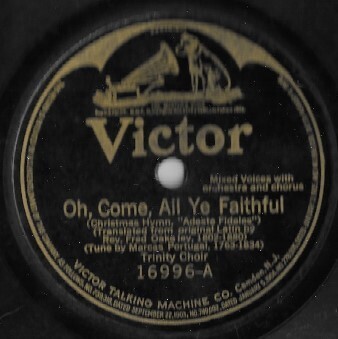 Victor
Mixed Voices with
orchestra and chorus
Oh, Come, All Ye Faithful
(Christmas Hymn, "Adeste Fideles")
(Translated from original Latin by
Rev. Fred Oakeley, 1802-1880)
(Tune by Marcas Portugal, 1763-1834)
Trinity Choir
16996-A
VICTOR TALKING MACHINE CO. Camden, N.J.